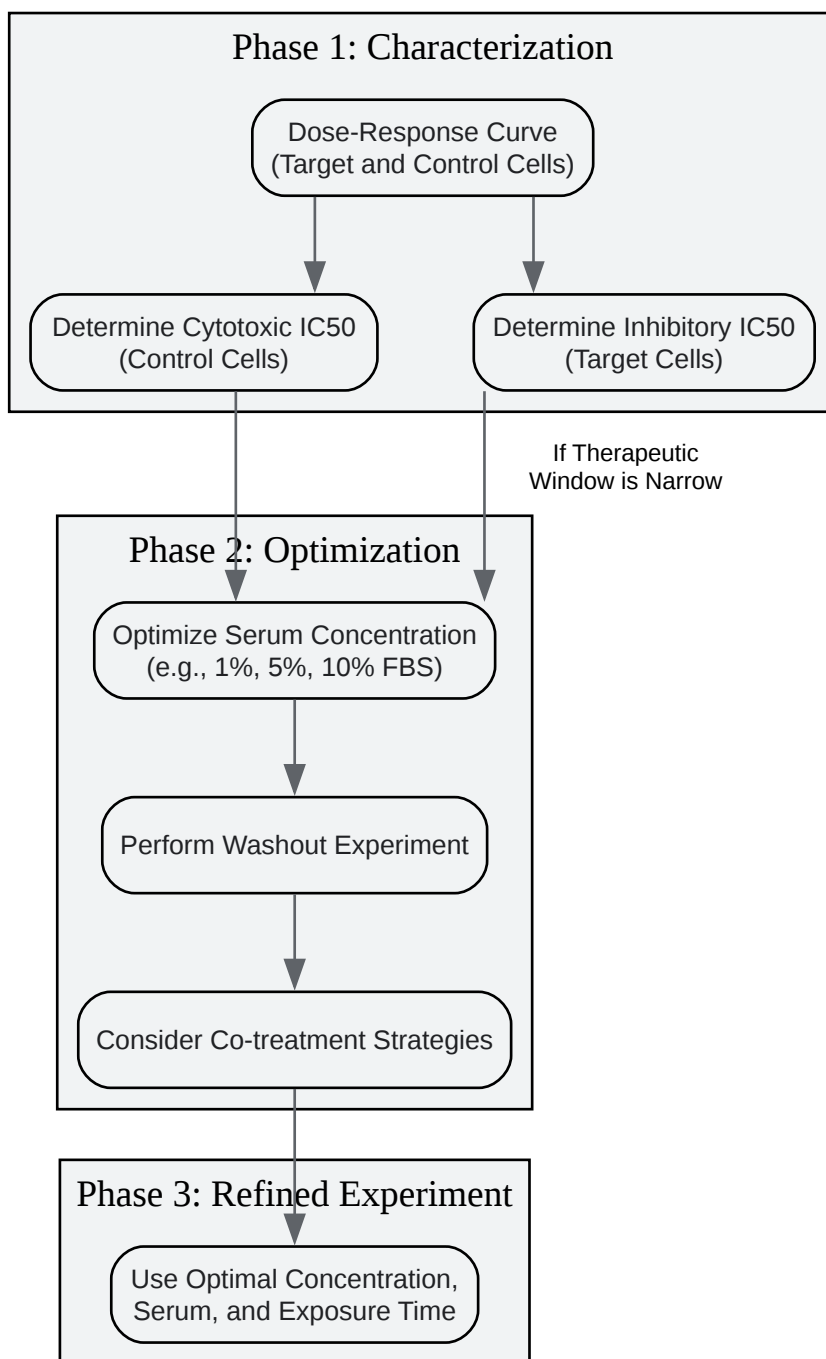 Phase 1: Characterization
Dose-Response Curve
(Target and Control Cells)
Determine Cytotoxic IC50
(Control Cells)
Determine Inhibitory IC50
(Target Cells)
If Therapeutic
Window is Narrow
Phase 2: Optimization
Optimize Serum Concentration
(e.g., 1%, 5%, 10% FBS)
Perform Washout Experiment
Consider Co-treatment Strategies
Phase 3: Refined Experiment
Use Optimal Concentration,
Serum, and Exposure Time